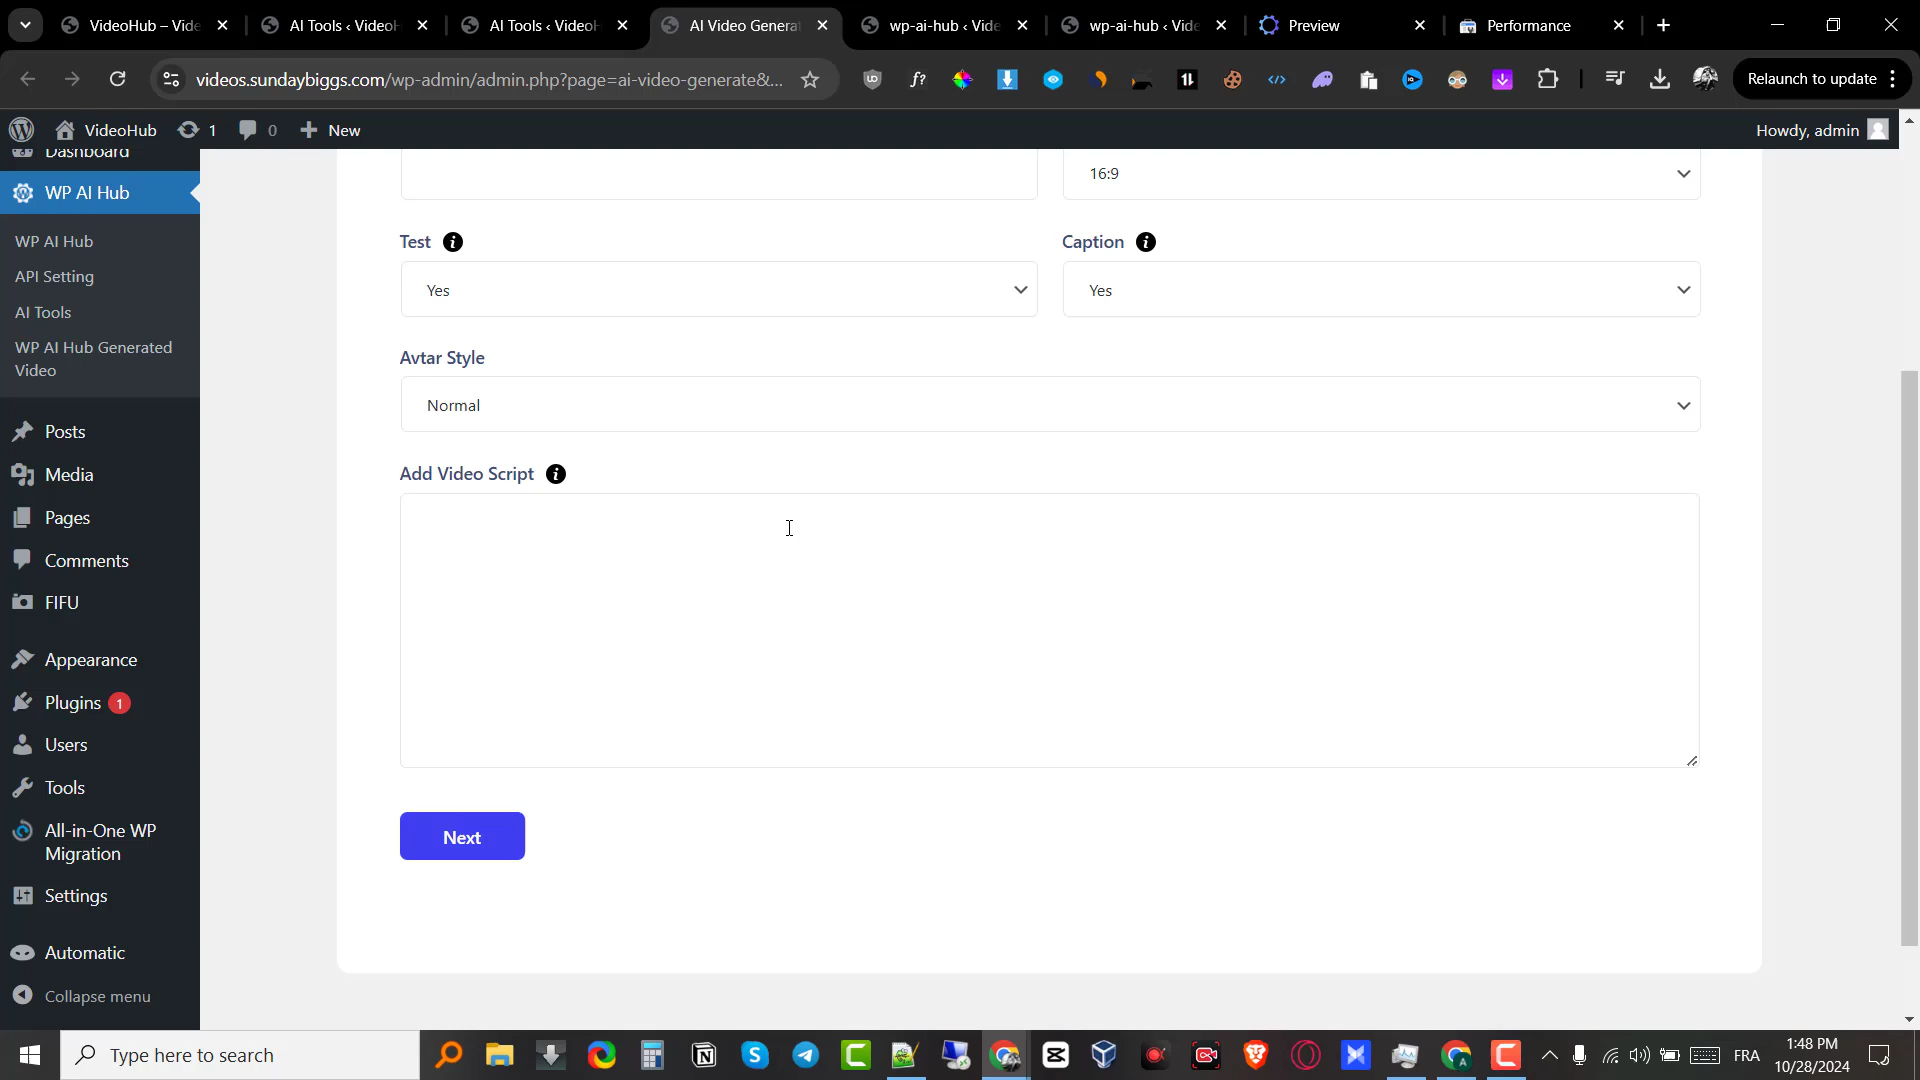 VideoHub – Vide
AI Tools ‹ VideoH
AI Tools ‹ VideoH
AI Video Generat
wp-ai-hub ‹ Vide
wp-ai-hub ‹ Vide
Preview
Performance
videos.sundaybiggs.com/wp-admin/admin.php?page=ai-video-generate&...
Relaunch to update
VideoHub
1
0
New
Howdy, admin
Dashboard
WP AI Hub
WP AI Hub
API Setting
AI Tools
WP AI Hub Generated
Video
Posts
Media
Pages
Comments
FIFU
Appearance
Plugins 1
Users
Tools
All-in-One WP
Migration
Settings
Automatic
Collapse menu
16:9
Test
Caption
Yes
Yes
Avtar Style
Normal
Add Video Script
Next
Type here to search
FRA
1:48 PM
10/28/2024